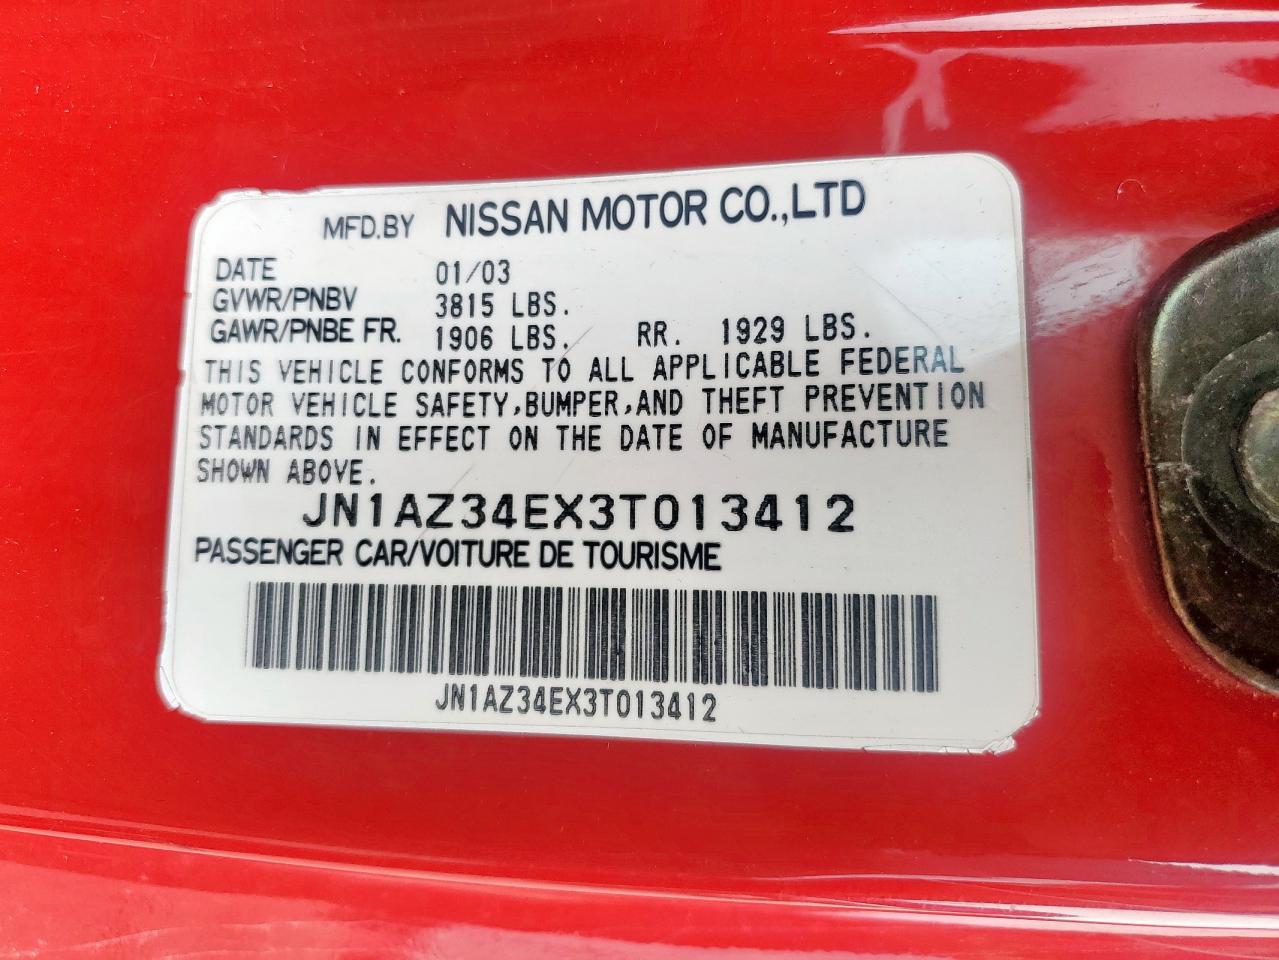 MFD.BY NISSAN MOTOR CO.,LTD
DATE 01/03
GVWR/PNBV 3815 LBS.
GAWR/PNBE FR. 1906 LBS. RR. 1929 LBS.
THIS VEHICLE CONFORMS TO ALL APPLICABLE FEDERAL
MOTOR VEHICLE SAFETY,BUMPER,AND THEFT PREVENTION
STANDARDS IN EFFECT ON THE DATE OF MANUFACTURE
SHOWN ABOVE.
JN1AZ34EX3T013412
PASSENGER CAR/VOITURE DE TOURISME
JN1AZ34EX3T013412